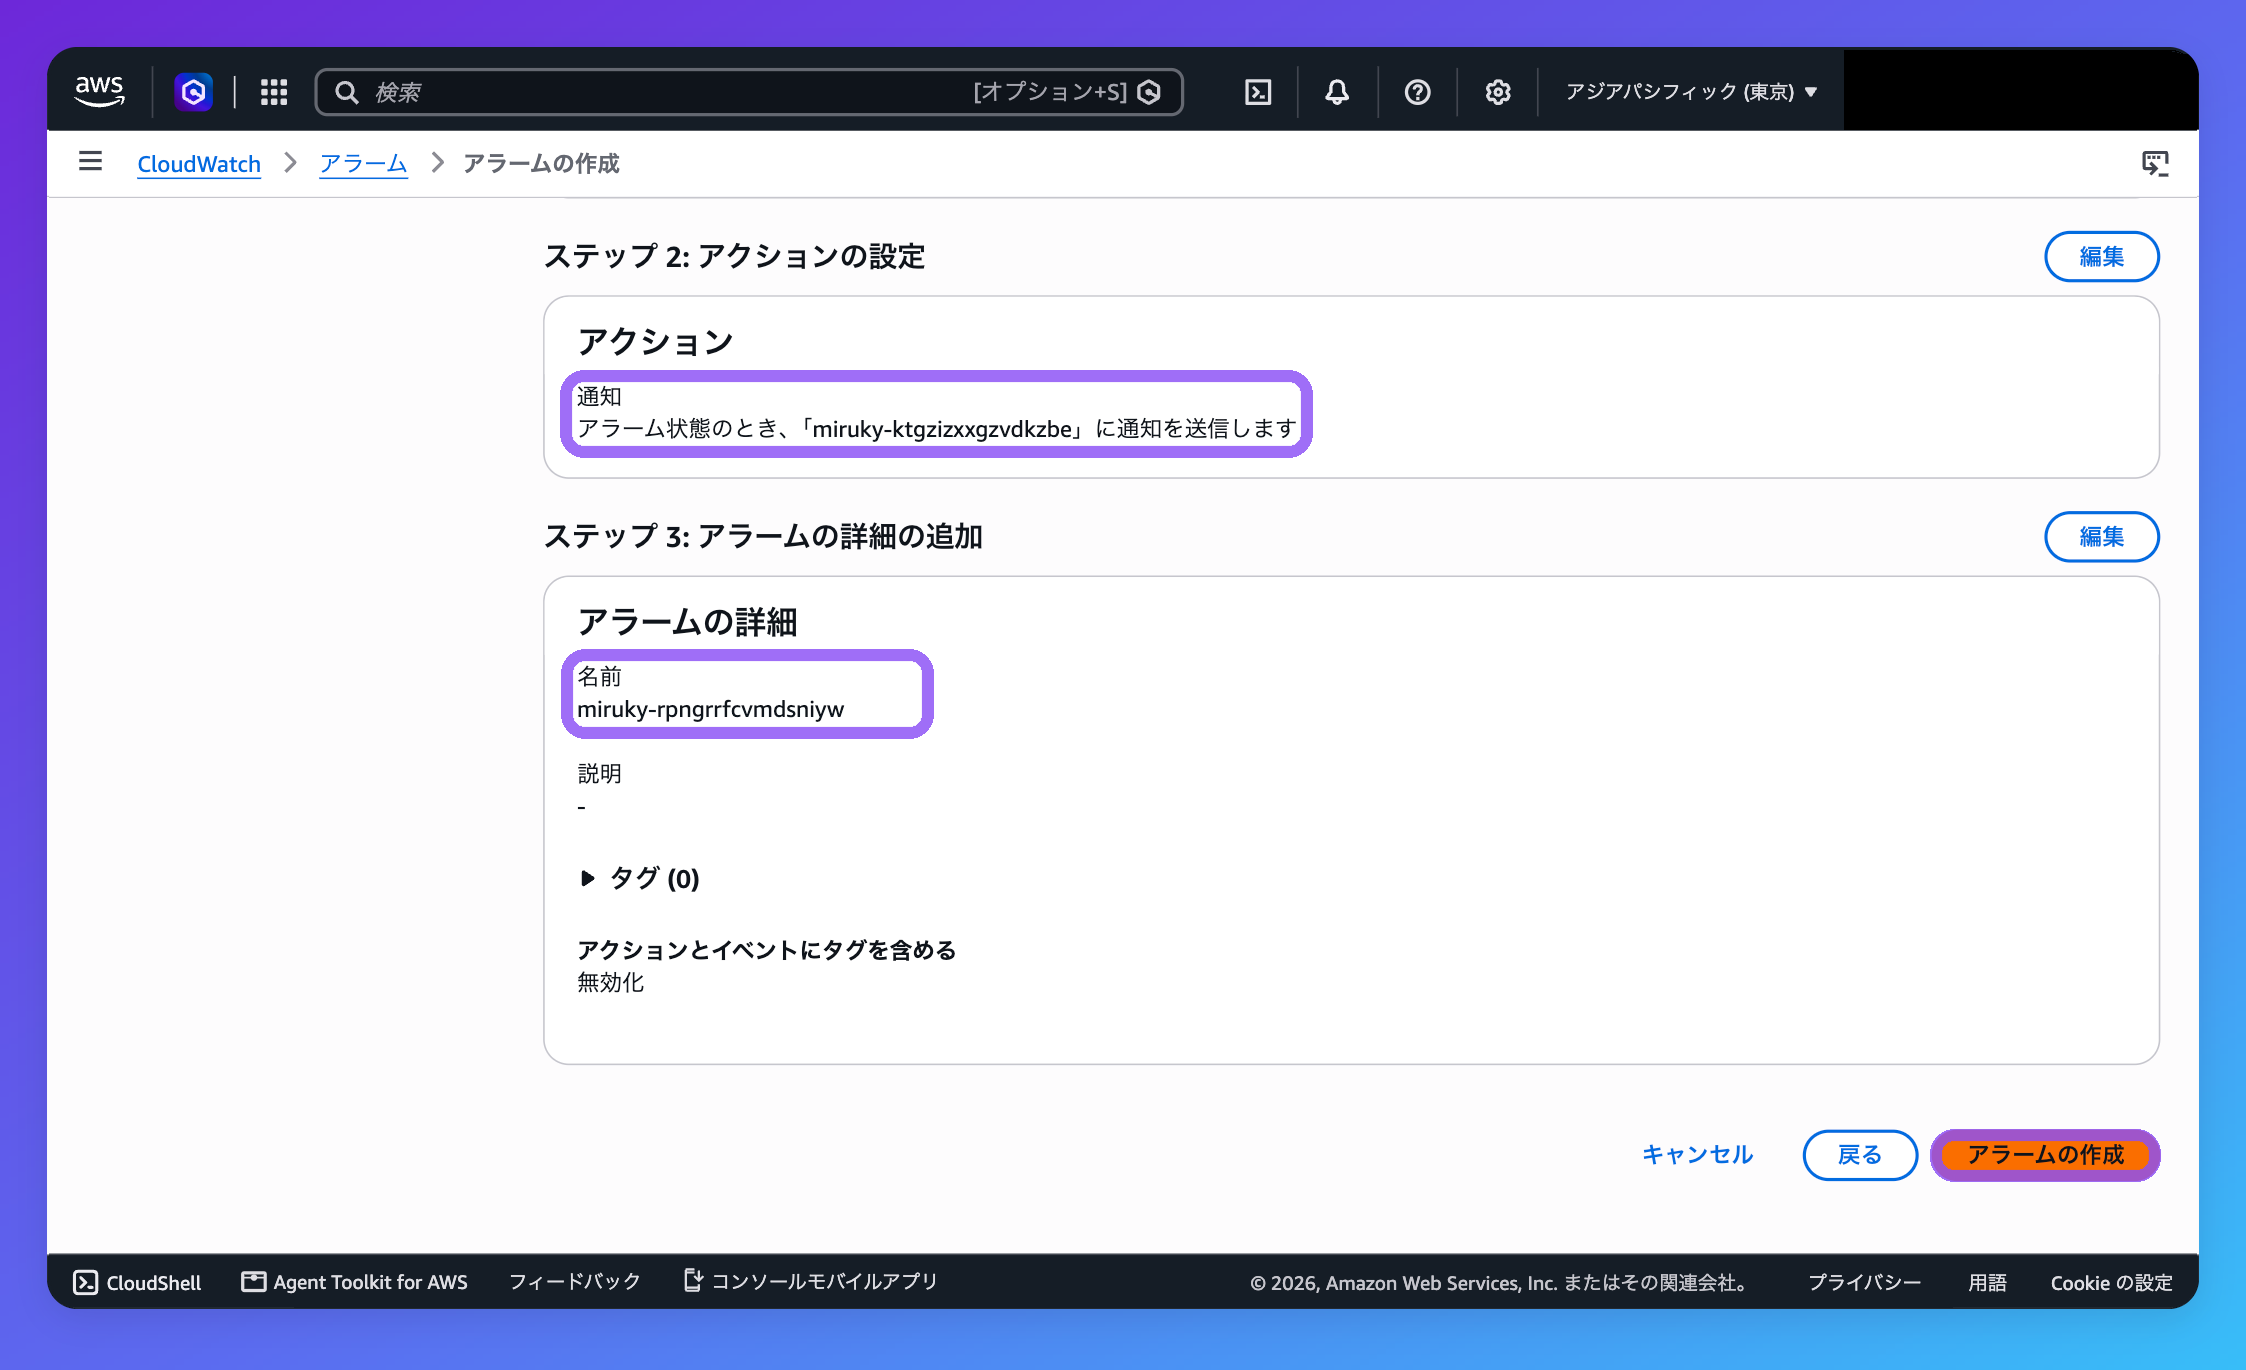 aws
検索
[オプション+S]
アジアパシフィック (東京)
CloudWatch
アラーム
アラームの作成
ステップ 2: アクションの設定
編集
アクション
通知
アラーム状態のとき、「miruky-ktgzizxxgzvdkzbe」に通知を送信します
ステップ 3: アラームの詳細の追加
編集
アラームの詳細
名前
miruky-rpngrrfcvmdsniyw
説明
-
タグ (0)
アクションとイベントにタグを含める
無効化
キャンセル
戻る
アラームの作成
CloudShell
Agent Toolkit for AWS
フィードバック
コンソールモバイルアプリ
© 2026, Amazon Web Services, Inc. またはその関連会社。
プライバシー
用語
Cookie の設定